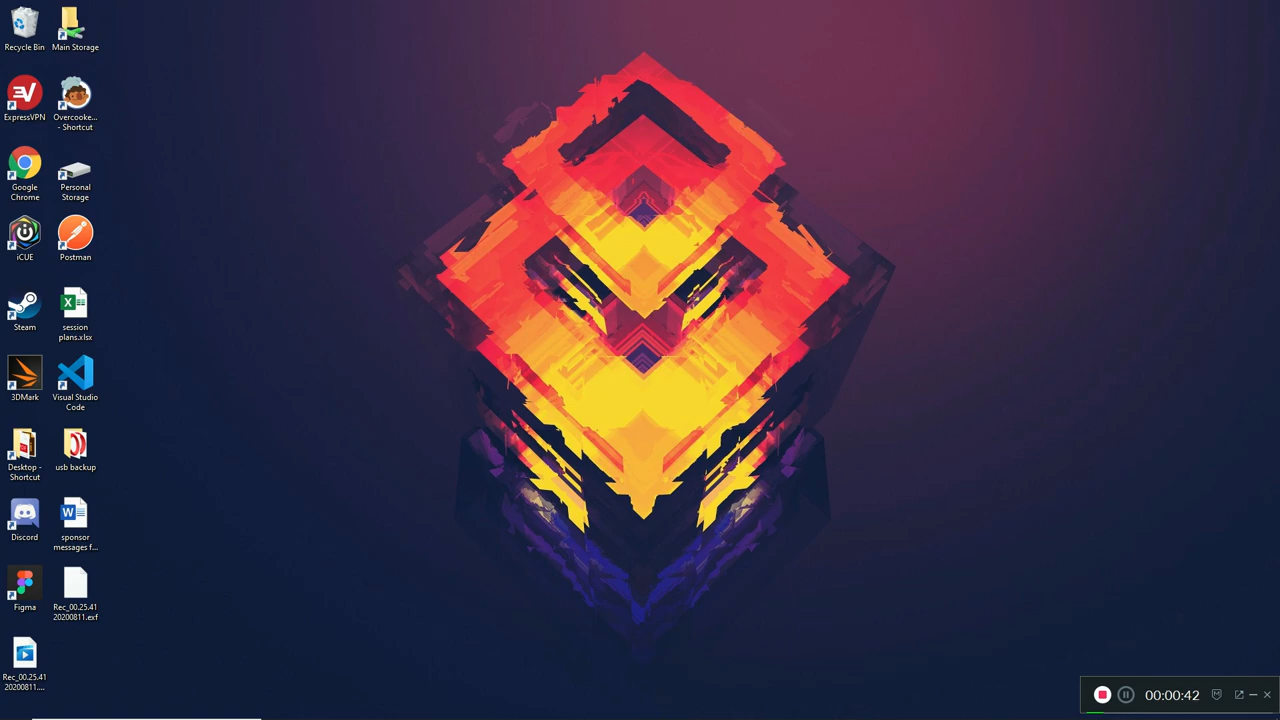 Recycle Bin
Main Storage
ExpressVPN
Overcooke...
- Shortcut
Google
Chrome
Personal
Storage
iCUE
Postman
Steam
session
plans.xlsx
3DMark
Visual Studio
Code
Desktop -
Shortcut
usb backup
Discord
sponsor
messages f...
Figma
Rec_00.25.41
20200811.exf
Rec_00.25.41
20200811....
00:00:42